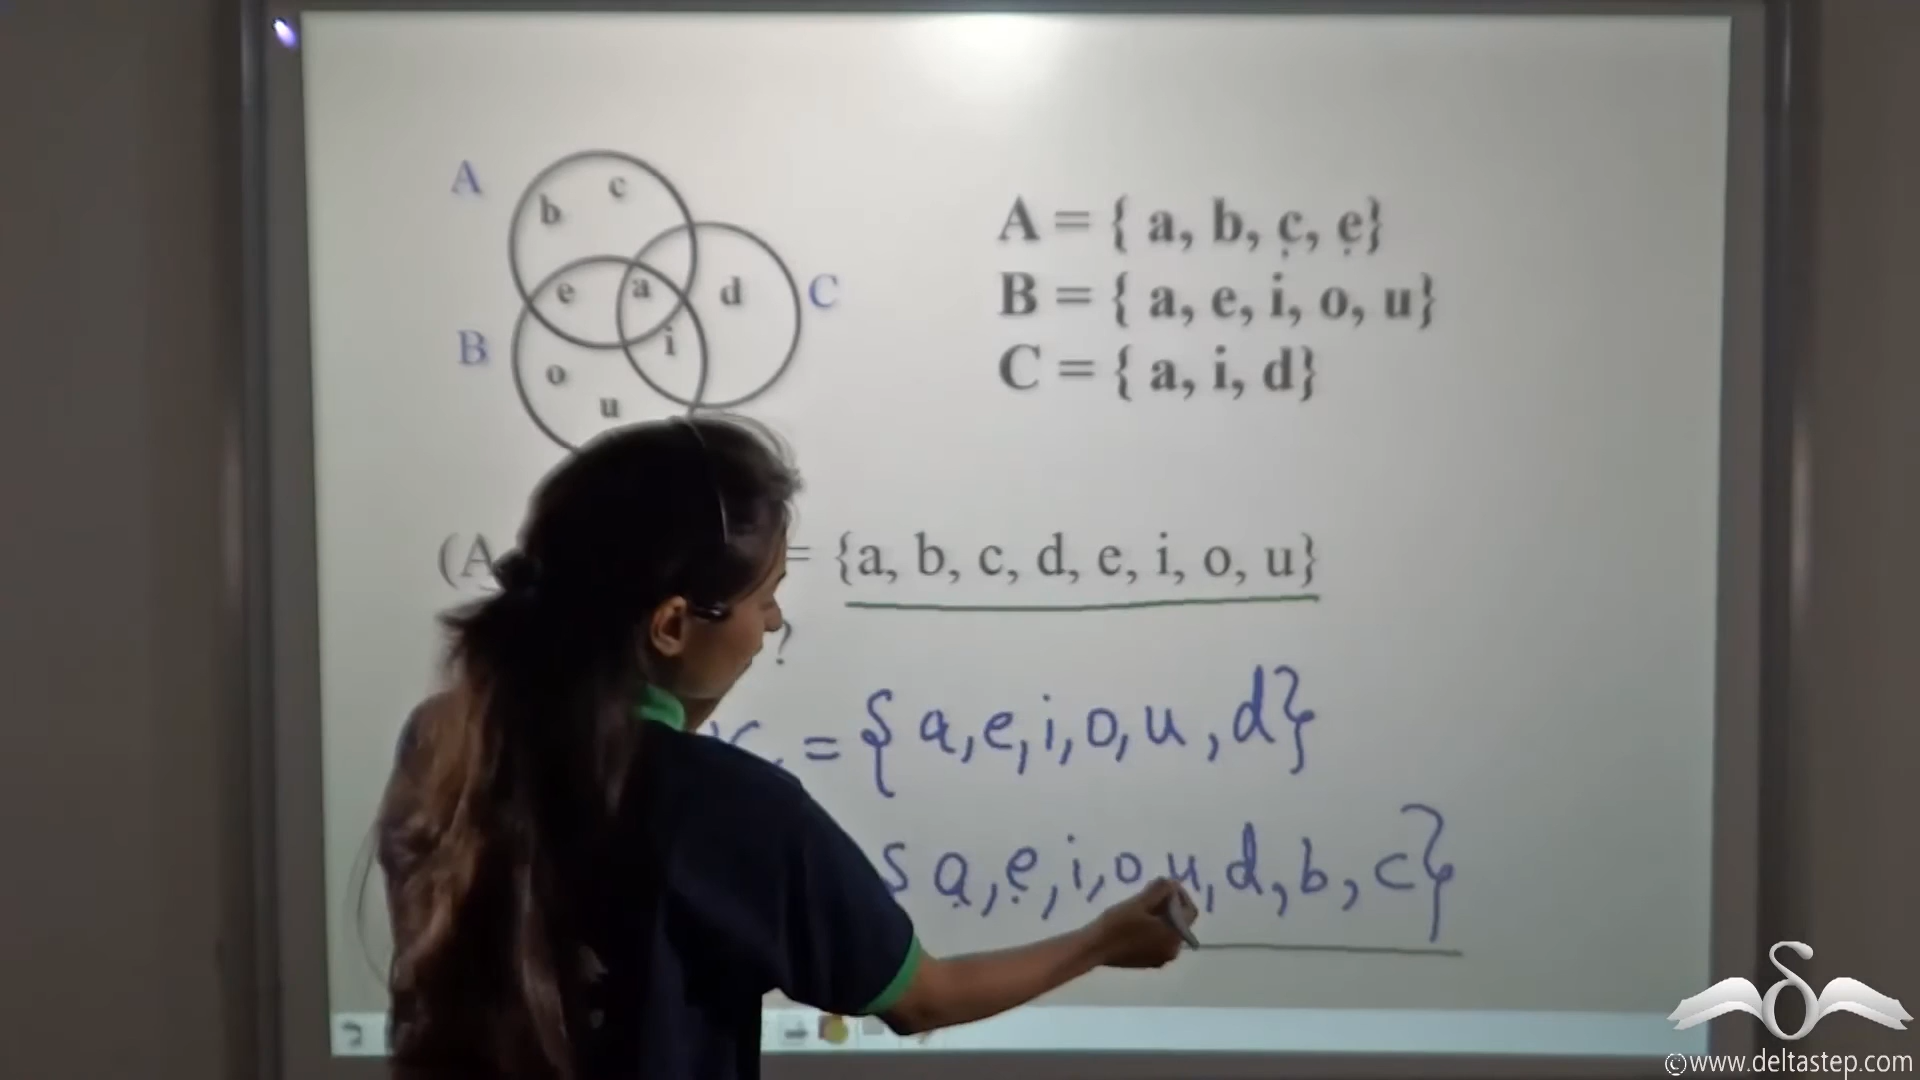 A
b c
e a d C
B i
o
u
A = { a, b, c, e}
B = { a, e, i, o, u}
C = { a, i, d}
(A = {a, b, c, d, e, i, o, u}
?
= { a, e, i, o, u, d}
{ a, e, i, o, u, d, b, c}
©www.deltastep.com